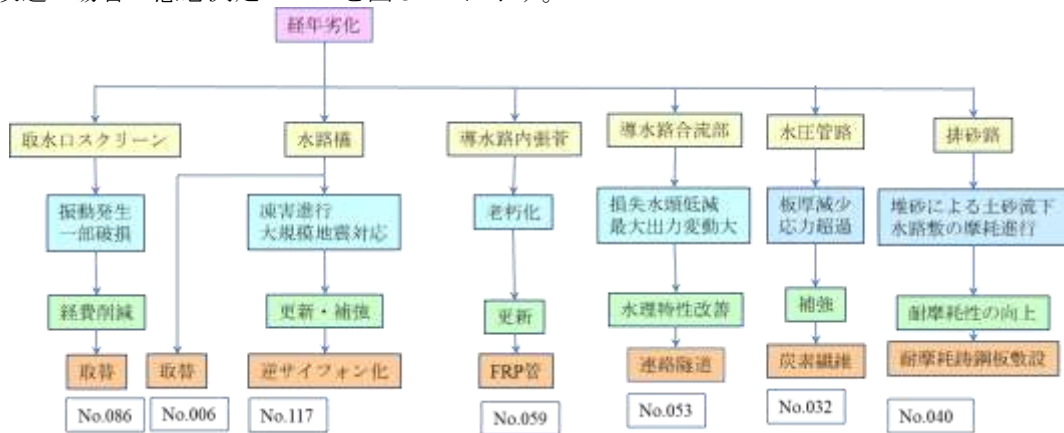 経年劣化
取水口スクリーン
水路橋
導水路内張菅
導水路合流部
水圧管路
排砂路
振動発生
一部破損
凍害進行
大規模地震対応
老朽化
損失水頭低減
最大出力変動大
板厚減少
応力超過
堆砂による土砂流下
水路敷の摩耗進行
経費削減
更新・補強
更新
水理特性改善
補強
耐摩耗性の向上
取替
取替
逆サイフォン化
FRP管
連絡隧道
炭素繊維
耐摩耗鋳鋼板敷設
No.086
No.006
No.117
No.059
No.053
No.032
No.040